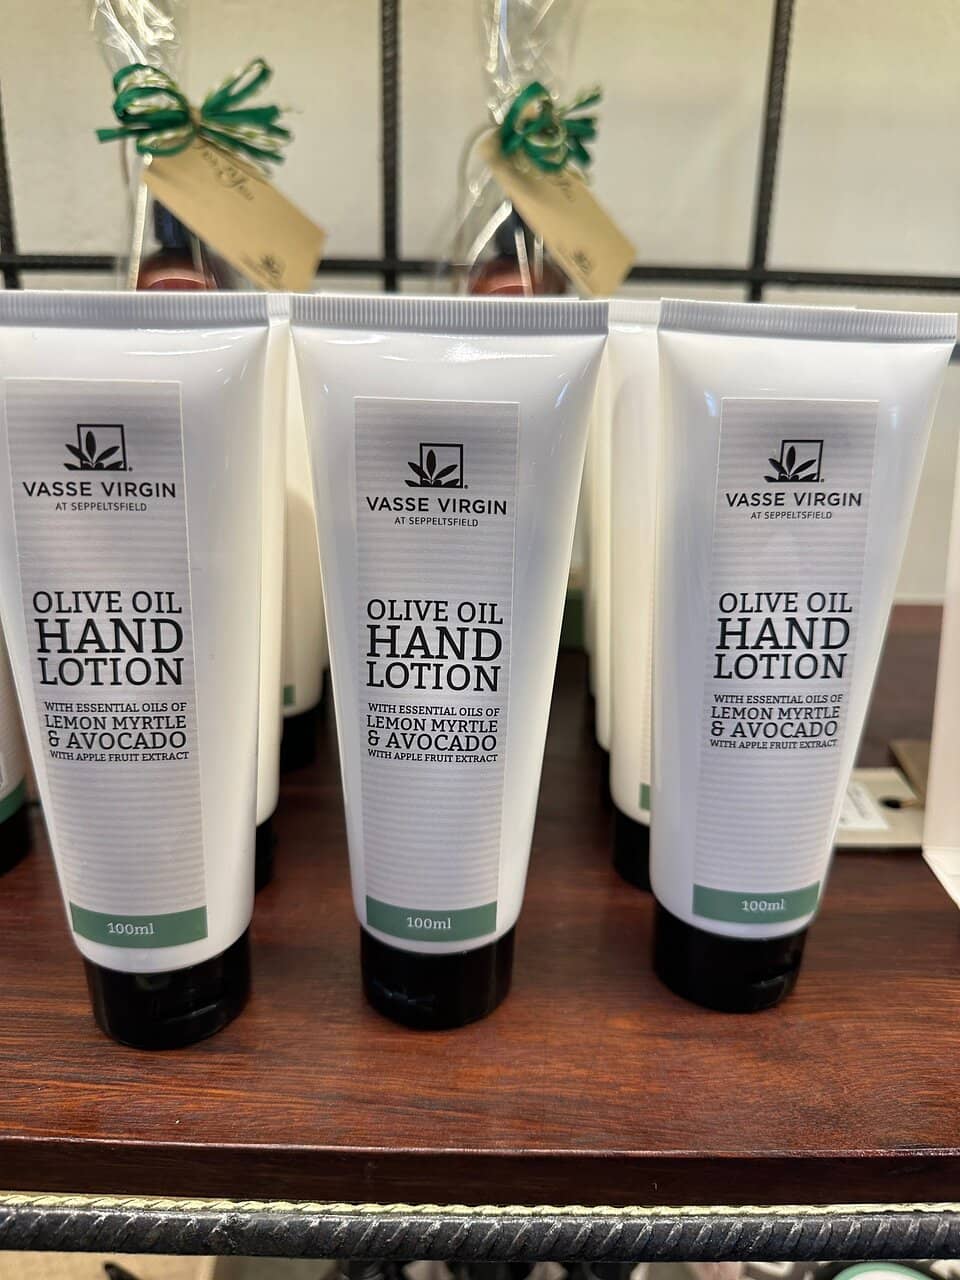 For You
VASSE VIRGIN
AT SEPPELTSFIELD
OLIVE OIL
HAND
LOTION
WITH ESSENTIAL OILS OF
LEMON MYRTLE
& AVOCADO
WITH APPLE FRUIT EXTRACT
100ml
VASSE VIRGIN
AT SEPPELTSFIELD
OLIVE OIL
HAND
LOTION
WITH ESSENTIAL OILS OF
LEMON MYRTLE
& AVOCADO
WITH APPLE FRUIT EXTRACT
100ml
VASSE VIRGIN
AT SEPPELTSFIELD
OLIVE OIL
HAND
LOTION
WITH ESSENTIAL OILS OF
LEMON MYRTLE
& AVOCADO
WITH APPLE FRUIT EXTRACT
100ml